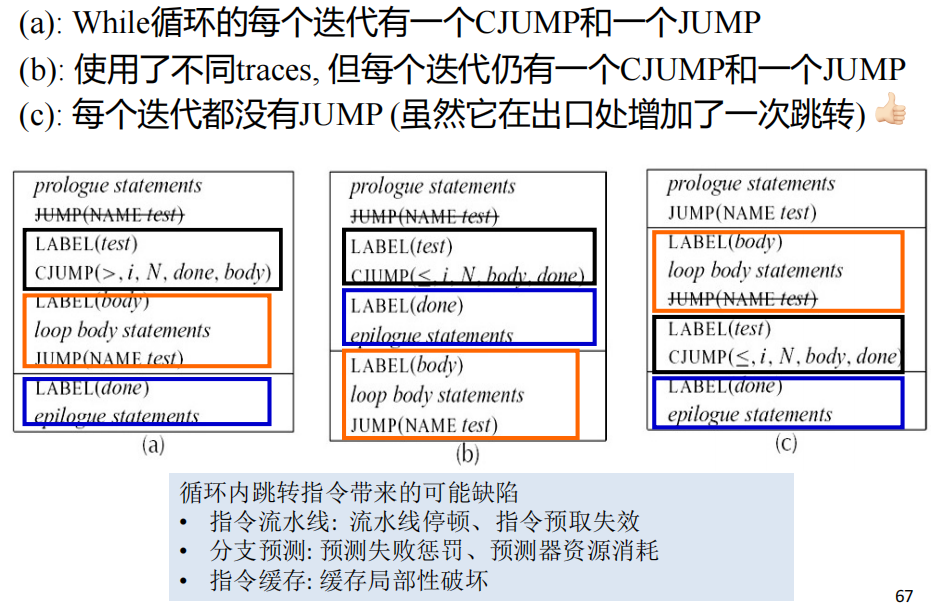 (a): While循环的每个迭代有一个CJUMP和一个JUMP
(b): 使用了不同traces, 但每个迭代仍有一个CJUMP和一个JUMP
(c): 每个迭代都没有JUMP (虽然它在出口处增加了一次跳转)
prologue statements
JUMP(NAME test)
LABEL(test)
CJUMP(>, i, N, done, body)
LABEL(body)
loop body statements
JUMP(NAME test)
LABEL(done)
epilogue statements
(a)
prologue statements
JUMP(NAME test)
LABEL(test)
CJUMP(≤, i, N, body, done)
LABEL(done)
epilogue statements
LABEL(body)
loop body statements
JUMP(NAME test)
(b)
prologue statements
JUMP(NAME test)
LABEL(body)
loop body statements
JUMP(NAME test)
LABEL(test)
CJUMP(≤, i, N, body, done)
LABEL(done)
epilogue statements
(c)
循环内跳转指令带来的可能缺陷
• 指令流水线: 流水线停顿、指令预取失效
• 分支预测: 预测失败惩罚、预测器资源消耗
• 指令缓存: 缓存局部性破坏
67